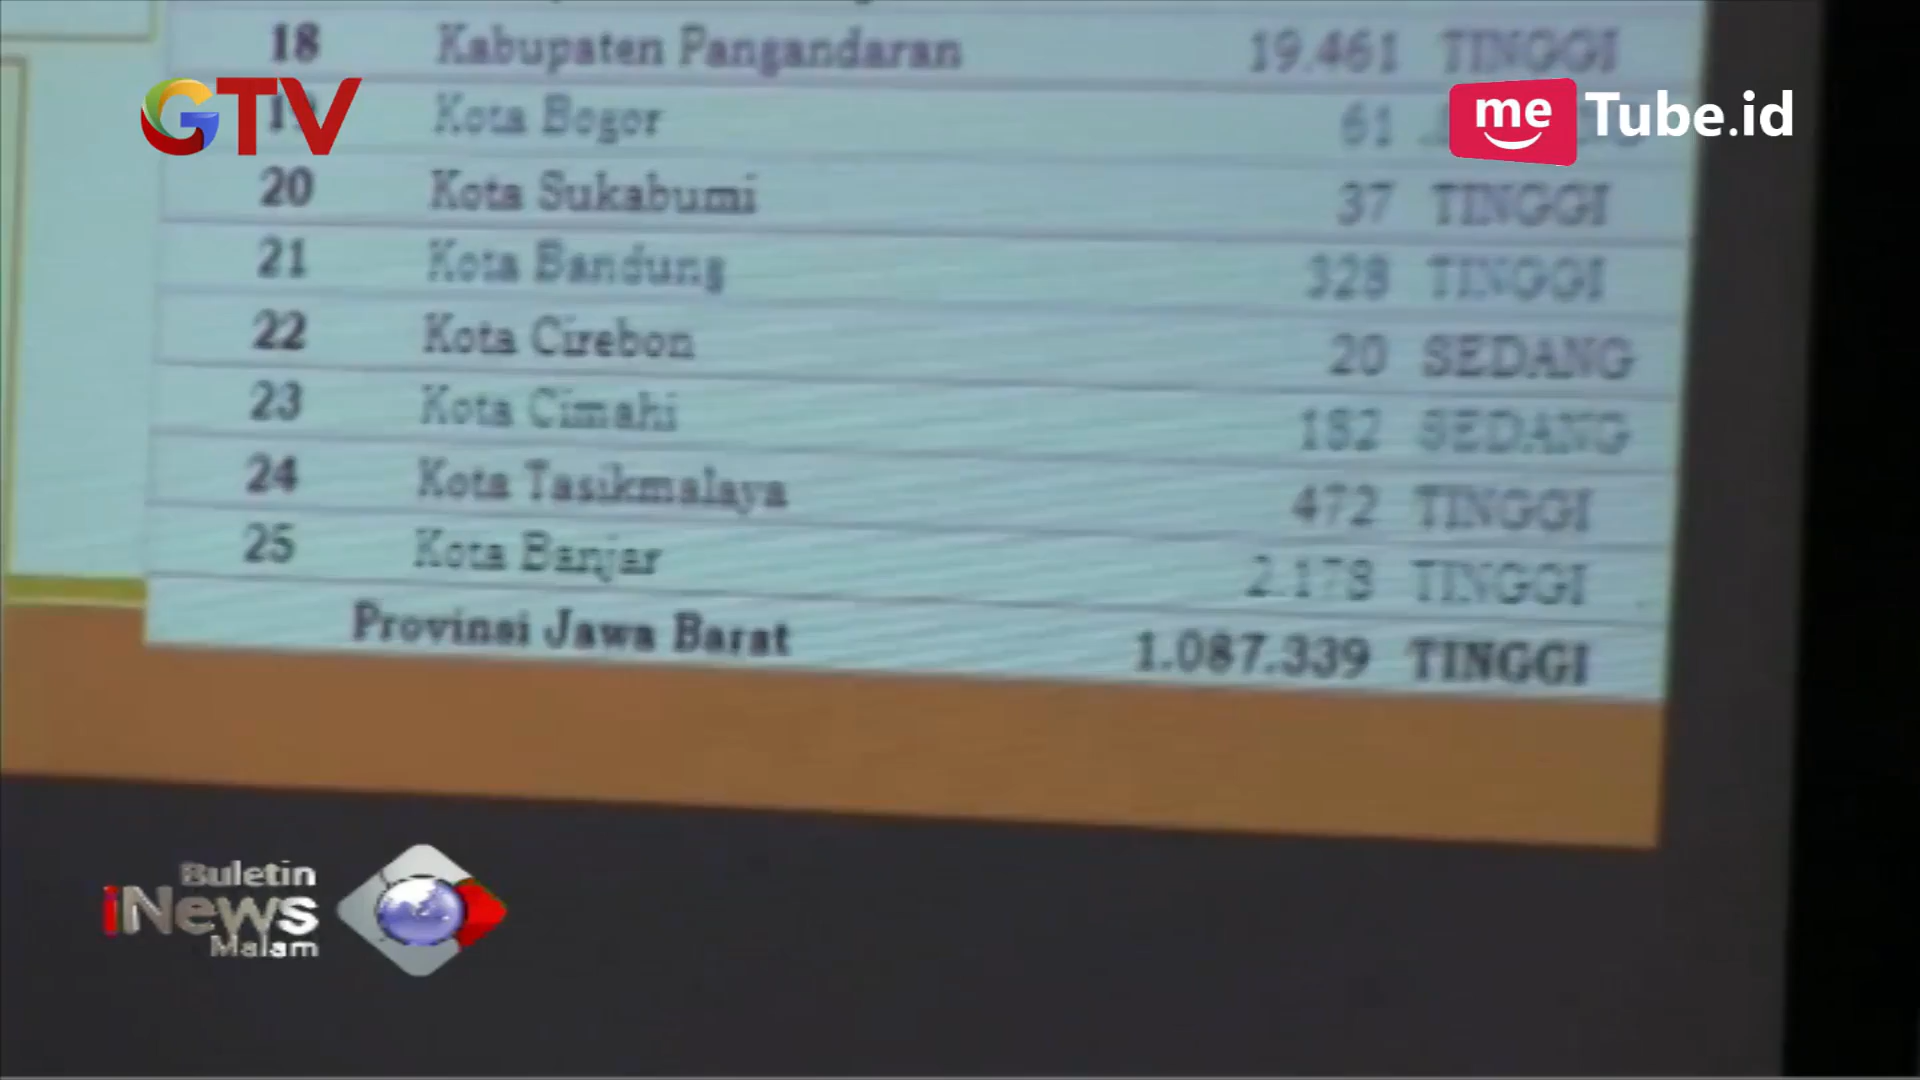 18 Kabupaten Pangandaran 19.461 TINGGI
GTV
me Tube.id
Kota Bogor 61
20 Kota Sukabumi 37 TINGGI
21 Kota Bandung 328 TINGGI
22 Kota Cirebon 20 SEDANG
23 Kota Cimahi 182 SEDANG
24 Kota Tasikmalaya 472 TINGGI
25 Kota Banjar 2.178 TINGGI
Provinsi Jawa Barat 1.087.339 TINGGI
Buletin
iNews
Malam